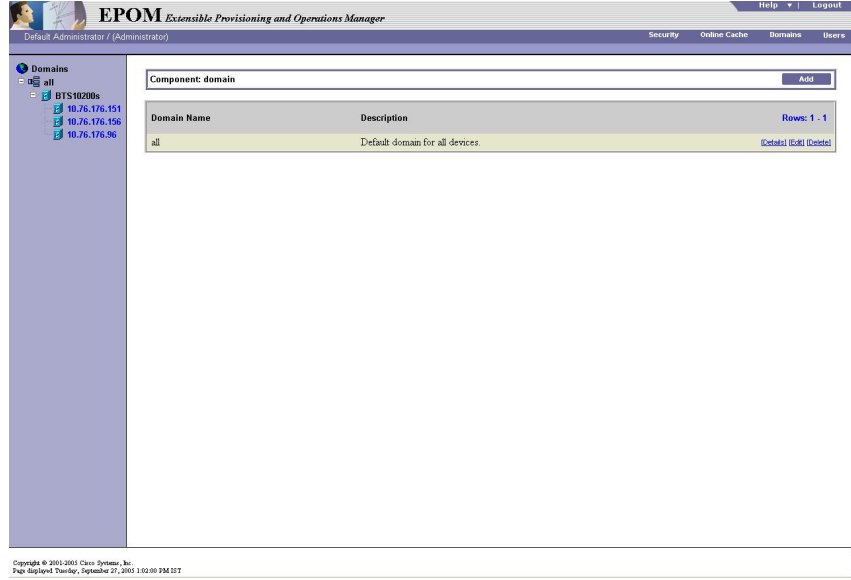 Help ▼ | Logout
EPOM Extensible Provisioning and Operations Manager
Default Administrator / (Administrator)
Security Online Cache Domains Users
Domains
all
BTS10200s
10.76.176.151
10.76.176.156
10.76.176.96
Component: domain
Add
Domain Name Description Rows: 1 - 1
all Default domain for all devices. [Details] [Edit] [Delete]
Copyright © 2001-2005 Cisco Systems, Inc.
Page displayed Tuesday, September 27, 2005 1:02:00 PM IST